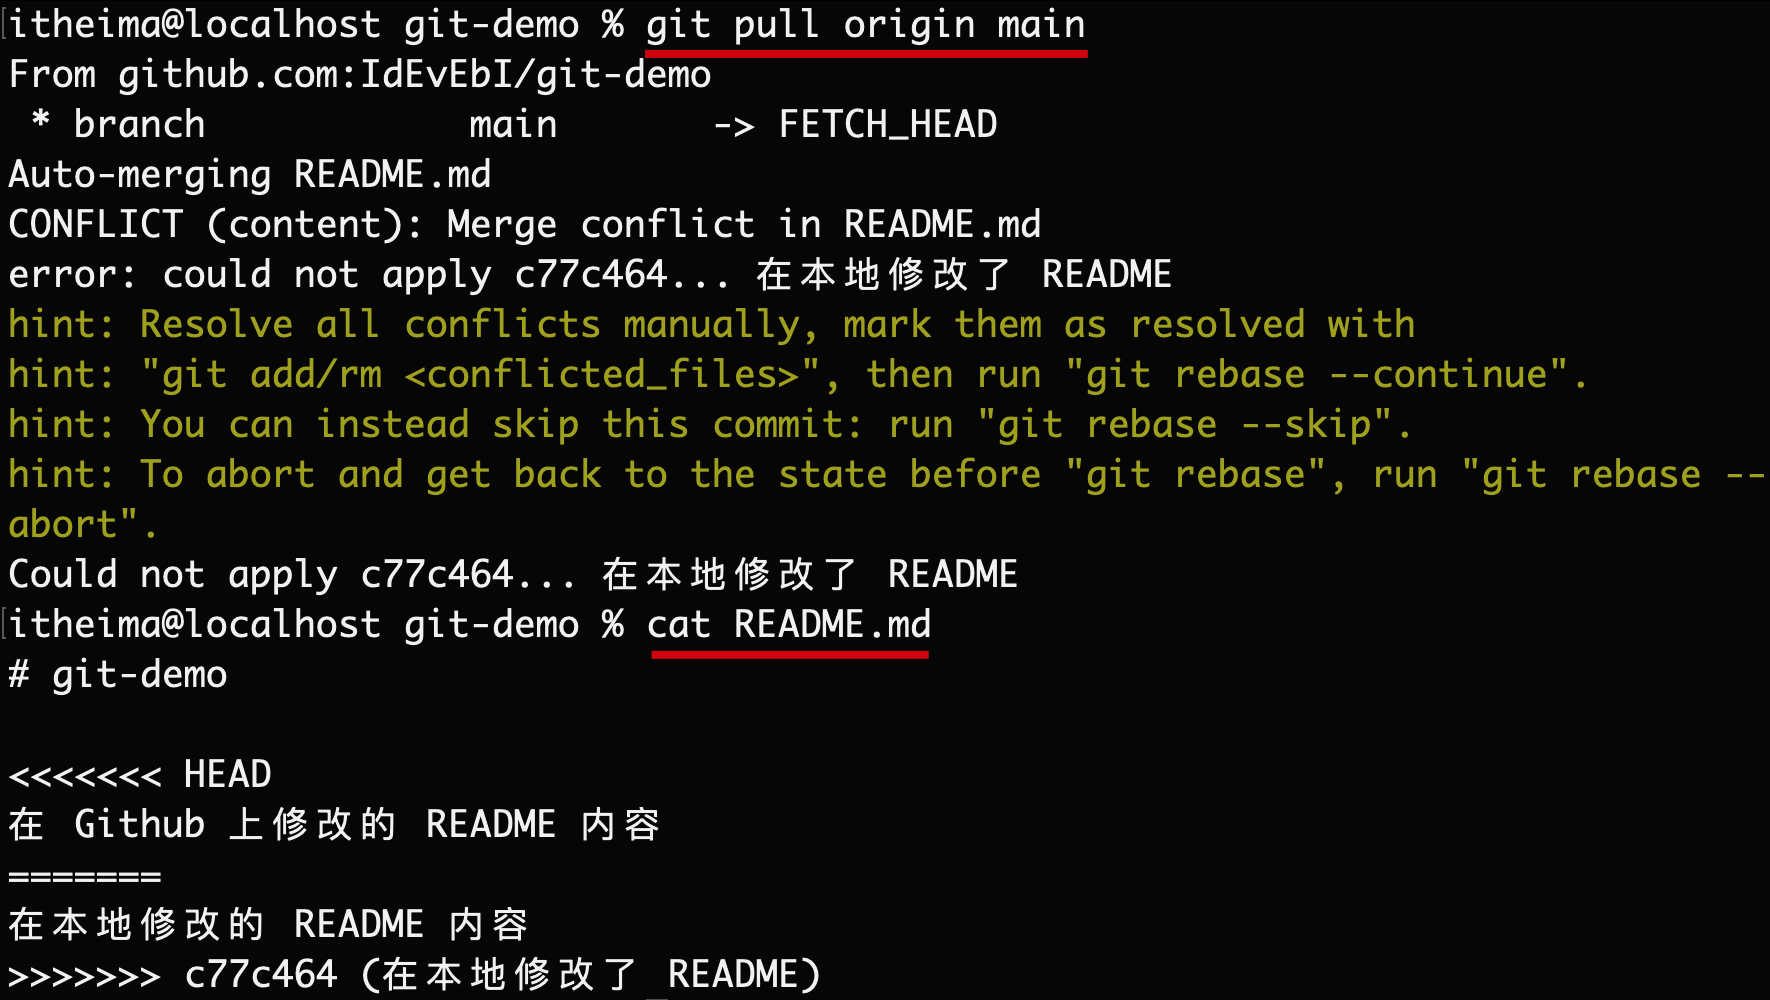 itheima@localhost git-demo % git pull origin main
From github.com:IdEvEbI/git-demo
 * branch            main       -> FETCH_HEAD
Auto-merging README.md
CONFLICT (content): Merge conflict in README.md
error: could not apply c77c464... 在本地修改了 README
hint: Resolve all conflicts manually, mark them as resolved with
hint: "git add/rm <conflicted_files>", then run "git rebase --continue".
hint: You can instead skip this commit: run "git rebase --skip".
hint: To abort and get back to the state before "git rebase", run "git rebase --
abort".
Could not apply c77c464... 在本地修改了 README
itheima@localhost git-demo % cat README.md
# git-demo

<<<<<<< HEAD
在 Github 上修改的 README 内容
=======
在本地修改的 README 内容
>>>>>>> c77c464 (在本地修改了 README)